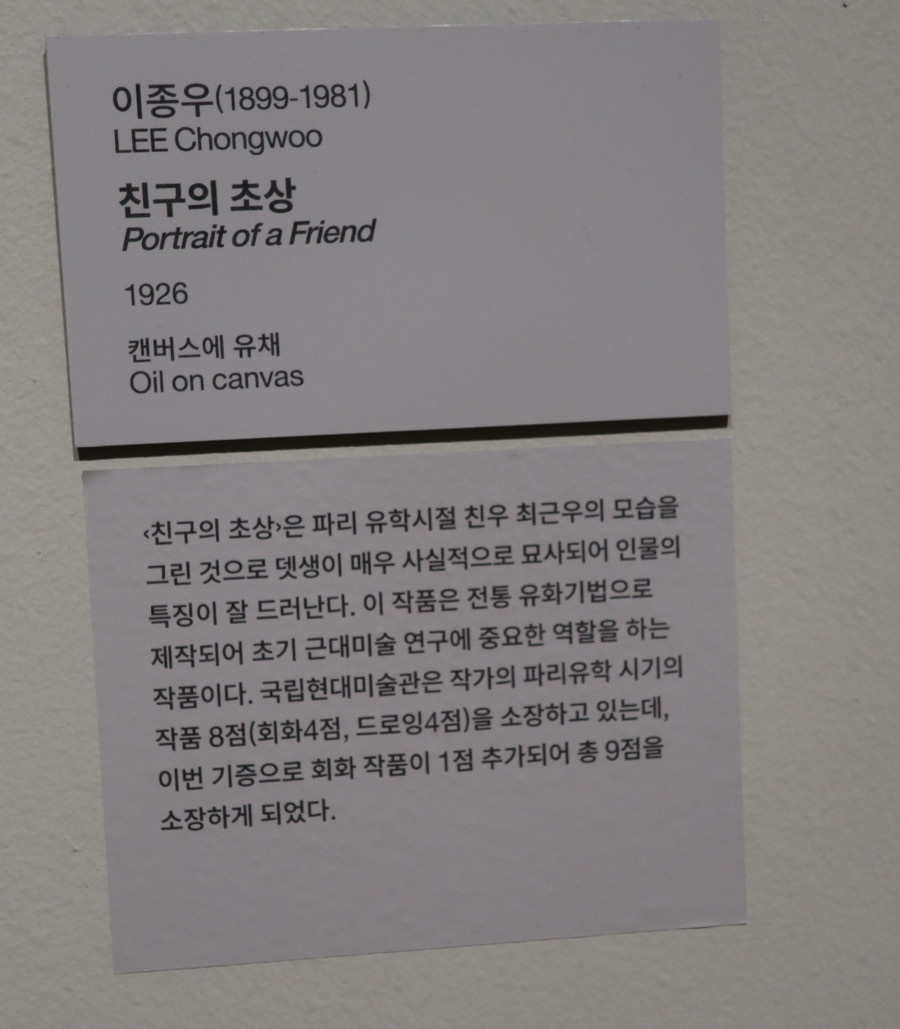 이종우(1899-1981)
LEE Chongwoo
친구의 초상
Portrait of a Friend
1926
캔버스에 유채
Oil on canvas
‹친구의 초상›은 파리 유학시절 친우 최근우의 모습을
그린 것으로 뎃생이 매우 사실적으로 묘사되어 인물의
특징이 잘 드러난다. 이 작품은 전통 유화기법으로
제작되어 초기 근대미술 연구에 중요한 역할을 하는
작품이다. 국립현대미술관은 작가의 파리유학 시기의
작품 8점(회화4점, 드로잉4점)을 소장하고 있는데,
이번 기증으로 회화 작품이 1점 추가되어 총 9점을
소장하게 되었다.